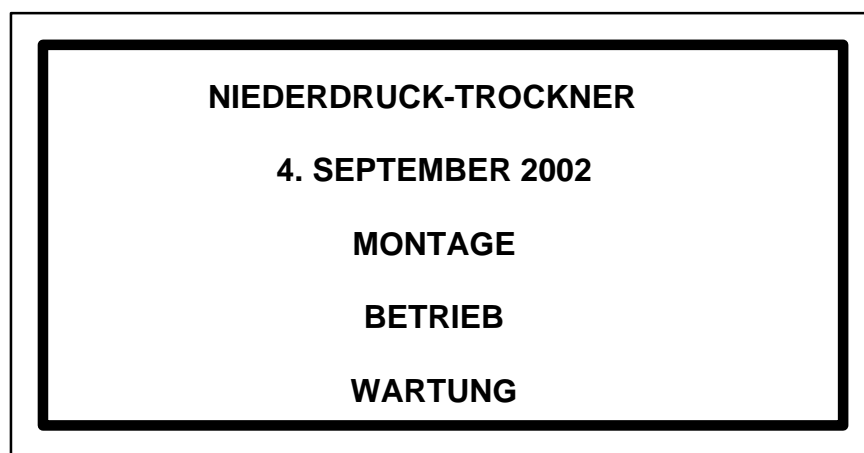 NIEDERDRUCK-TROCKNER
4. SEPTEMBER 2002
MONTAGE
BETRIEB
WARTUNG